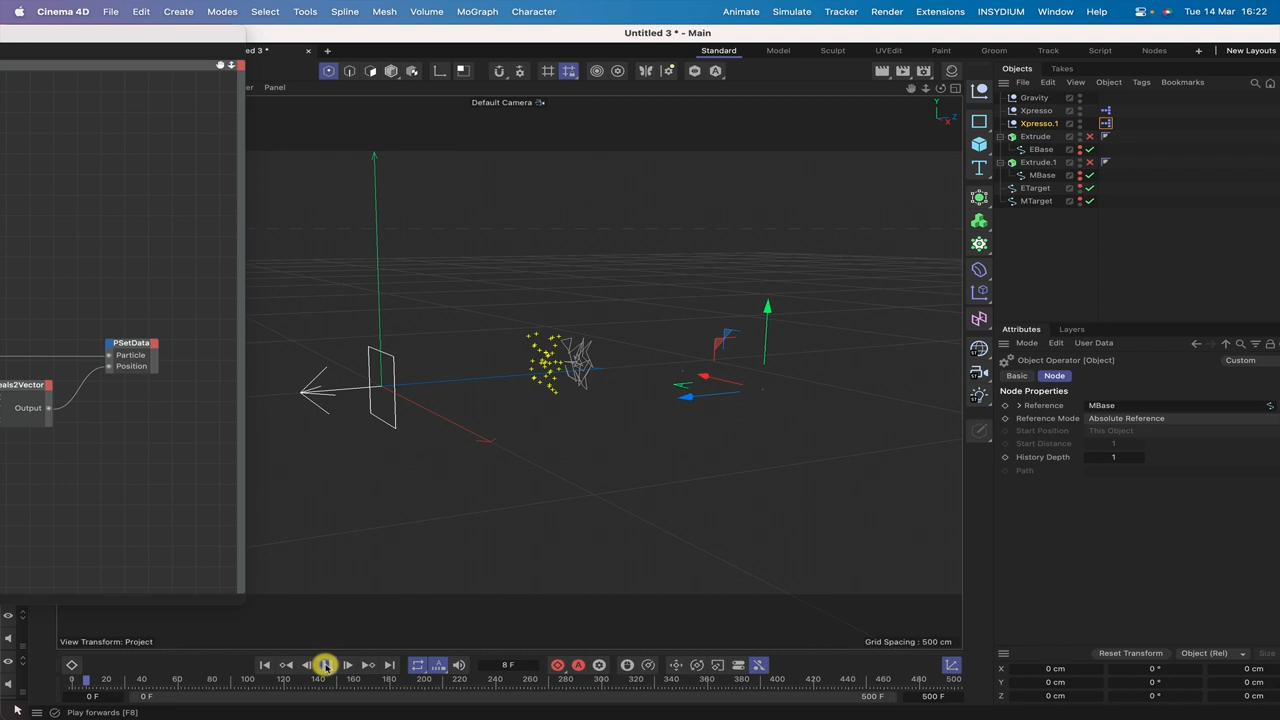 Cinema 4D File Edit Create Modes Select Tools Spline Mesh Volume MoGraph Character Animate Simulate Tracker Render Extensions INSYDIUM Window Help Tue 14 Mar 16:22
Untitled 3 * - Main
ed 3 * Standard Model Sculpt UVEdit Paint Groom Track Script Nodes New Layouts
Objects Takes
File Edit View Object Tags Bookmarks
Panel
Default Camera
Y
Z
X
Gravity
Xpresso
Xpresso.1
Extrude
EBase
Extrude.1
MBase
ETarget
MTarget
Attributes Layers
Mode Edit User Data
Object Operator [Object] Custom
Basic Node
Node Properties
Reference MBase
Reference Mode Absolute Reference
Start Position This Object
Start Distance 1
History Depth 1
Path
PSetData
Particle
Position
eals2Vector
Output
View Transform: Project Grid Spacing : 500 cm
8 F
0 20 40 60 80 100 120 140 160 180 200 220 240 260 280 300 320 340 360 380 400 420 440 460 480 500
0 F 0 F 500 F 500 F
Play forwards [F8]
Reset Transform Object (Rel) Size
X 0 cm 0 ° 0 cm
Y 0 cm 0 ° 0 cm
Z 0 cm 0 ° 0 cm